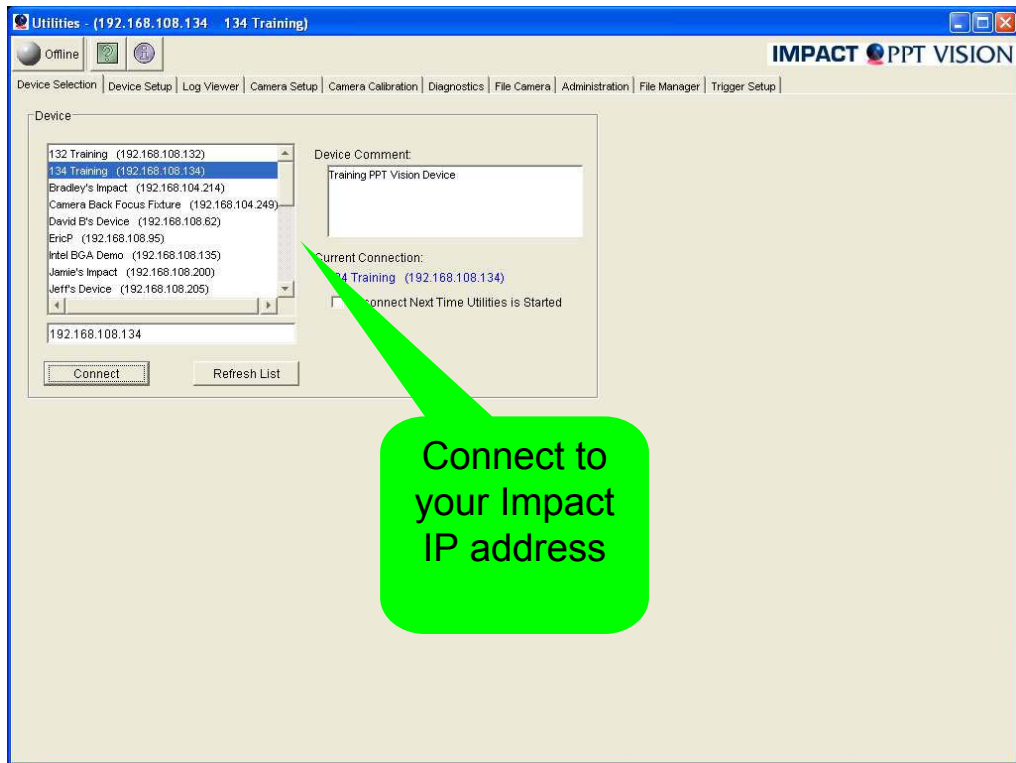 Utilities - (192.168.108.134 134 Training)
Offline
IMPACT PPT VISION
Device Selection Device Setup Log Viewer Camera Setup Camera Calibration Diagnostics File Camera Administration File Manager Trigger Setup
Device
132 Training (192.168.108.132)
134 Training (192.168.108.134)
Bradley's Impact (192.168.104.214)
Camera Back Focus Fixture (192.168.104.249)
David B's Device (192.168.108.62)
EricP (192.168.108.95)
Intel BGA Demo (192.168.108.135)
Jamie's Impact (192.168.108.200)
Jeff's Device (192.168.108.205)
192.168.108.134
Connect Refresh List
Device Comment:
Training PPT Vision Device
Current Connection:
Training (192.168.108.134)
Next Time Utilities is Started
Connect to
your Impact
IP address